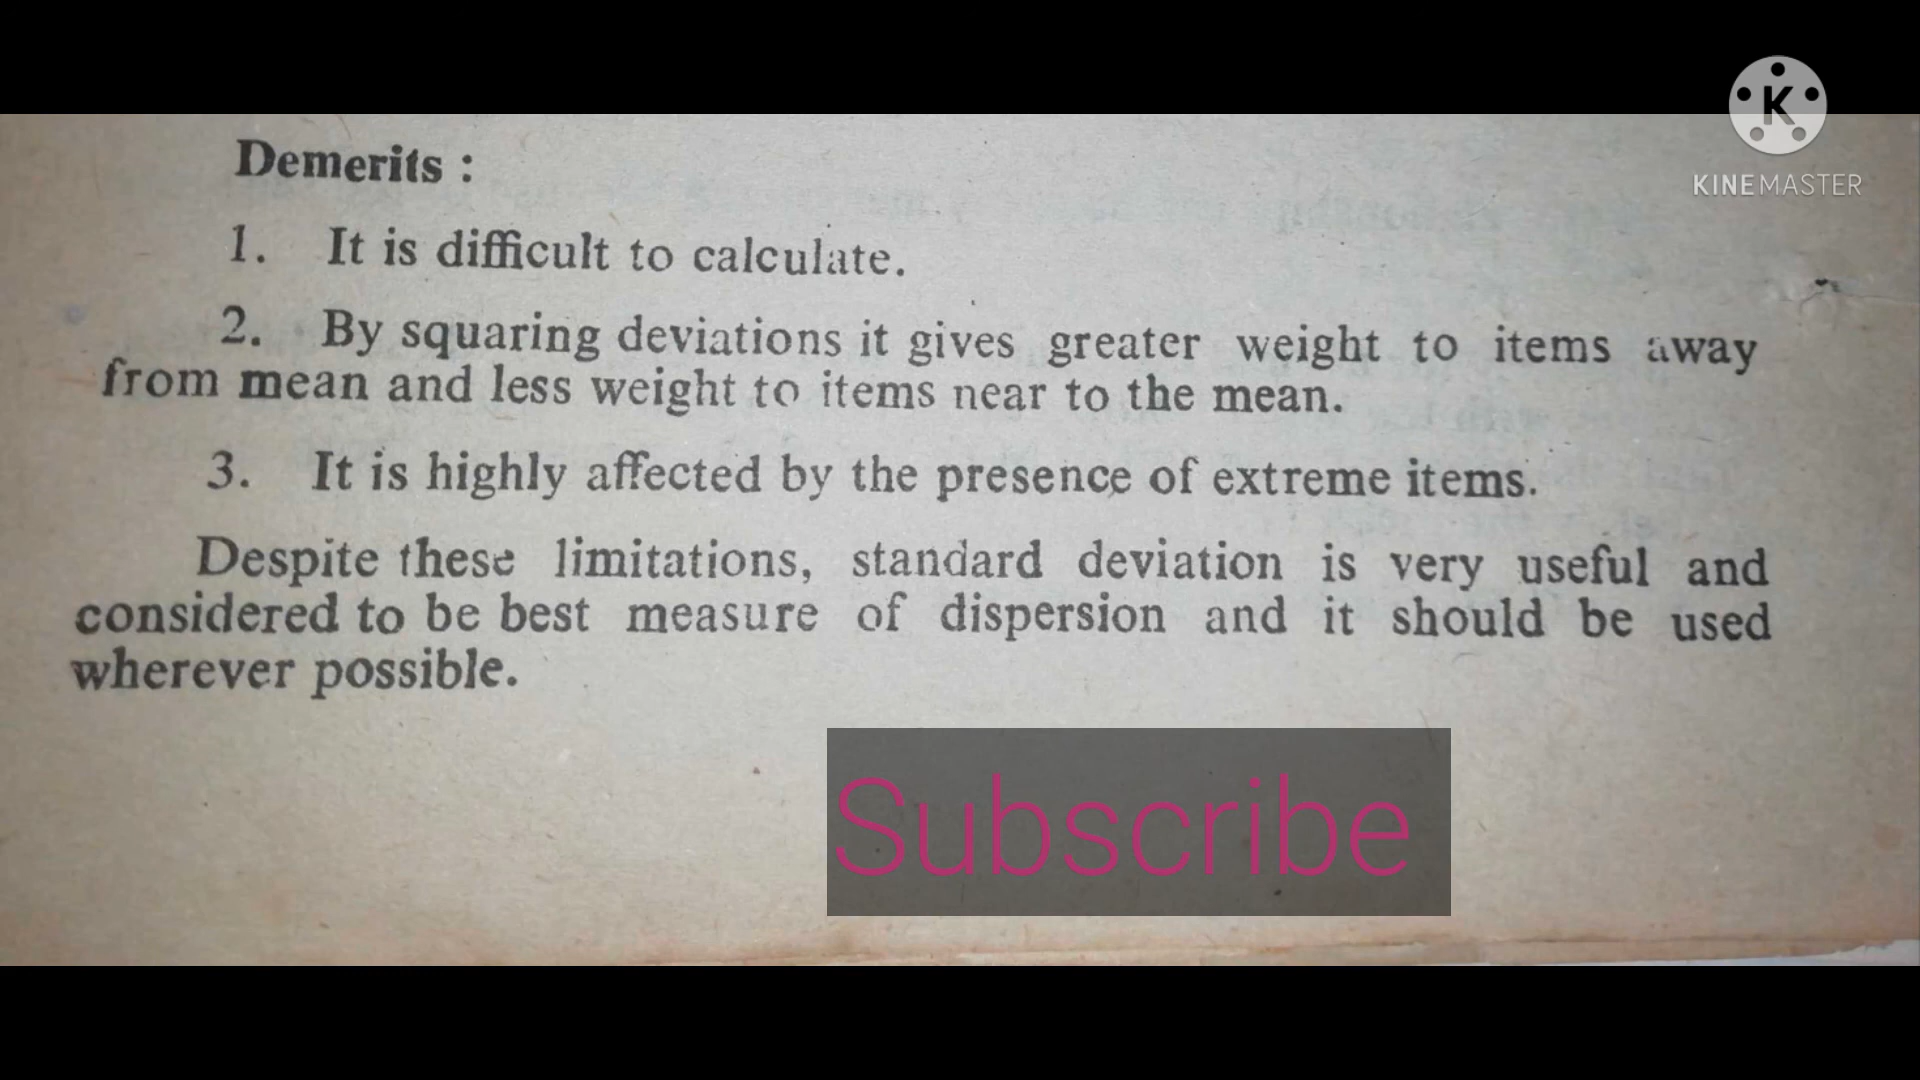 K
KINEMASTER
Demerits :
1. It is difficult to calculate.
2. By squaring deviations it gives greater weight to items away
from mean and less weight to items near to the mean.
3. It is highly affected by the presence of extreme items.
Despite these limitations, standard deviation is very useful and
considered to be best measure of dispersion and it should be used
wherever possible.
Subscribe